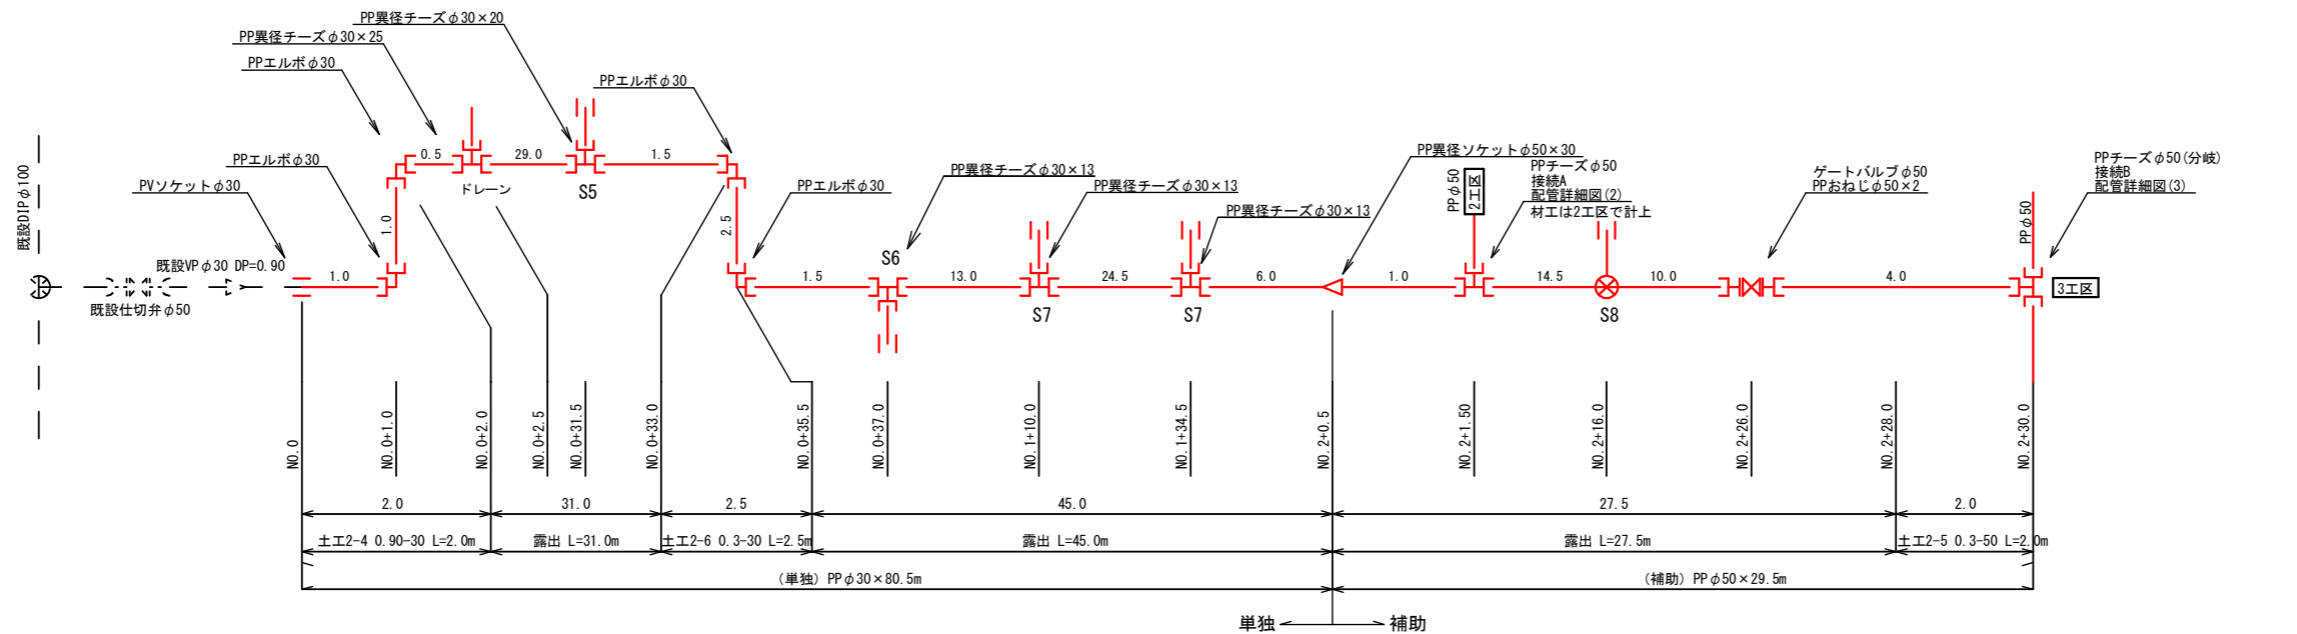 PP異径チーズφ30×20
PP異径チーズφ30×25
PPエルボφ30
PPエルボφ30
PPエルボφ30
PVソケットφ30
既設DIPφ100
既設VPφ30 DP=0.90
既設仕切弁φ50
1.0
1.0
0.5
ドレーン
29.0
S5
1.5
2.5
PPエルボφ30
1.5
S6
PP異径チーズφ30×13
13.0
S7
PP異径チーズφ30×13
24.5
S7
PP異径チーズφ30×13
6.0
PP異径ソケットφ50×30
1.0
PPφ50
2工区
PPチーズφ50
接続A
配管詳細図(2)
材工は2工区で計上
14.5
S8
10.0
ゲートバルブφ50
PPおねじφ50×2
4.0
PPチーズφ50(分岐)
接続B
配管詳細図(3)
PPφ50
3工区
NO.0
NO.0+1.0
NO.0+2.0
NO.0+2.5
NO.0+31.5
NO.0+33.0
NO.0+35.5
NO.0+37.0
NO.1+10.0
NO.1+34.5
NO.2+0.5
NO.2+1.50
NO.2+16.0
NO.2+26.0
NO.2+28.0
NO.2+30.0
2.0
31.0
2.5
45.0
27.5
2.0
土工2-4 0.90-30 L=2.0m
露出 L=31.0m
土工2-6 0.3-30 L=2.5m
露出 L=45.0m
露出 L=27.5m
土工2-5 0.3-50 L=2.0m
(単独) PPφ30×80.5m
(補助) PPφ50×29.5m
単独
補助